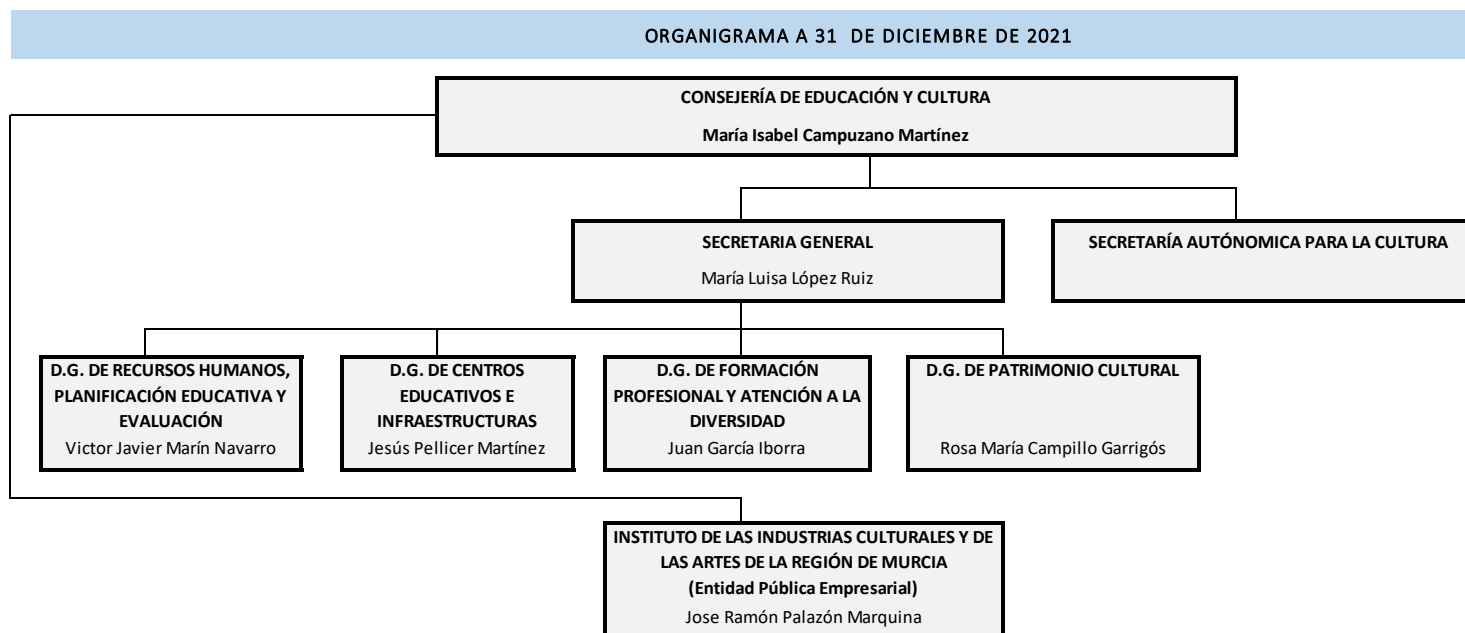 ORGANIGRAMA A 31 DE DICIEMBRE DE 2021
CONSEJERÍA DE EDUCACIÓN Y CULTURA
María Isabel Campuzano Martínez
SECRETARIA GENERAL
María Luisa López Ruiz
SECRETARÍA AUTÓNOMICA PARA LA CULTURA
D.G. DE RECURSOS HUMANOS,
PLANIFICACIÓN EDUCATIVA Y
EVALUACIÓN
Victor Javier Marín Navarro
D.G. DE CENTROS
EDUCATIVOS E
INFRAESTRUCTURAS
Jesús Pellicer Martínez
D.G. DE FORMACIÓN
PROFESIONAL Y ATENCIÓN A LA
DIVERSIDAD
Juan García Iborra
D.G. DE PATRIMONIO CULTURAL
Rosa María Campillo Garrigós
INSTITUTO DE LAS INDUSTRIAS CULTURALES Y DE
LAS ARTES DE LA REGIÓN DE MURCIA
(Entidad Pública Empresarial)
Jose Ramón Palazón Marquina